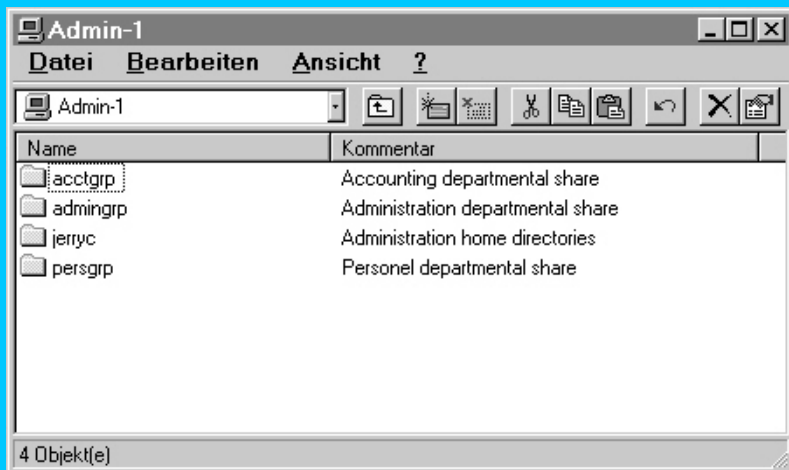 Admin-1
Datei Bearbeiten Ansicht ?
Admin-1
Name Kommentar
acctgrp Accounting departmental share
admingrp Administration departmental share
jerryc Administration home directories
persgrp Personel departmental share
4 Objekt(e)